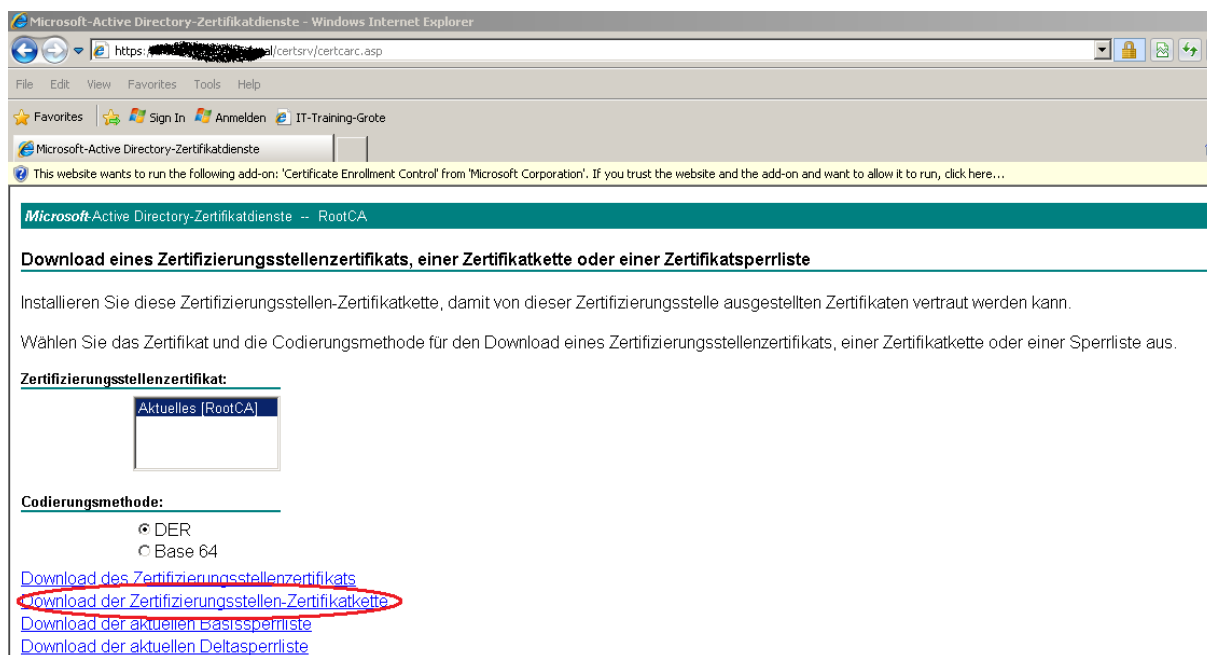 Microsoft-Active Directory-Zertifikatdienste - Windows Internet Explorer
https: al/certsrv/certcarc.asp
File Edit View Favorites Tools Help
Favorites Sign In Anmelden IT-Training-Grote
Microsoft-Active Directory-Zertifikatdienste
This website wants to run the following add-on: 'Certificate Enrollment Control' from 'Microsoft Corporation'. If you trust the website and the add-on and want to allow it to run, click here...
Microsoft-Active Directory-Zertifikatdienste -- RootCA
Download eines Zertifizierungsstellenzertifikats, einer Zertifikatkette oder einer Zertifikatsperrliste
Installieren Sie diese Zertifizierungsstellen-Zertifikatkette, damit von dieser Zertifizierungsstelle ausgestellten Zertifikaten vertraut werden kann.
Wählen Sie das Zertifikat und die Codierungsmethode für den Download eines Zertifizierungsstellenzertifikats, einer Zertifikatkette oder einer Sperrliste aus.
Zertifizierungsstellenzertifikat:
Aktuelles [RootCA]
Codierungsmethode:
DER
Base 64
Download des Zertifizierungsstellenzertifikats
Download der Zertifizierungsstellen-Zertifikatkette
Download der aktuellen Basissperrliste
Download der aktuellen Deltasperrliste